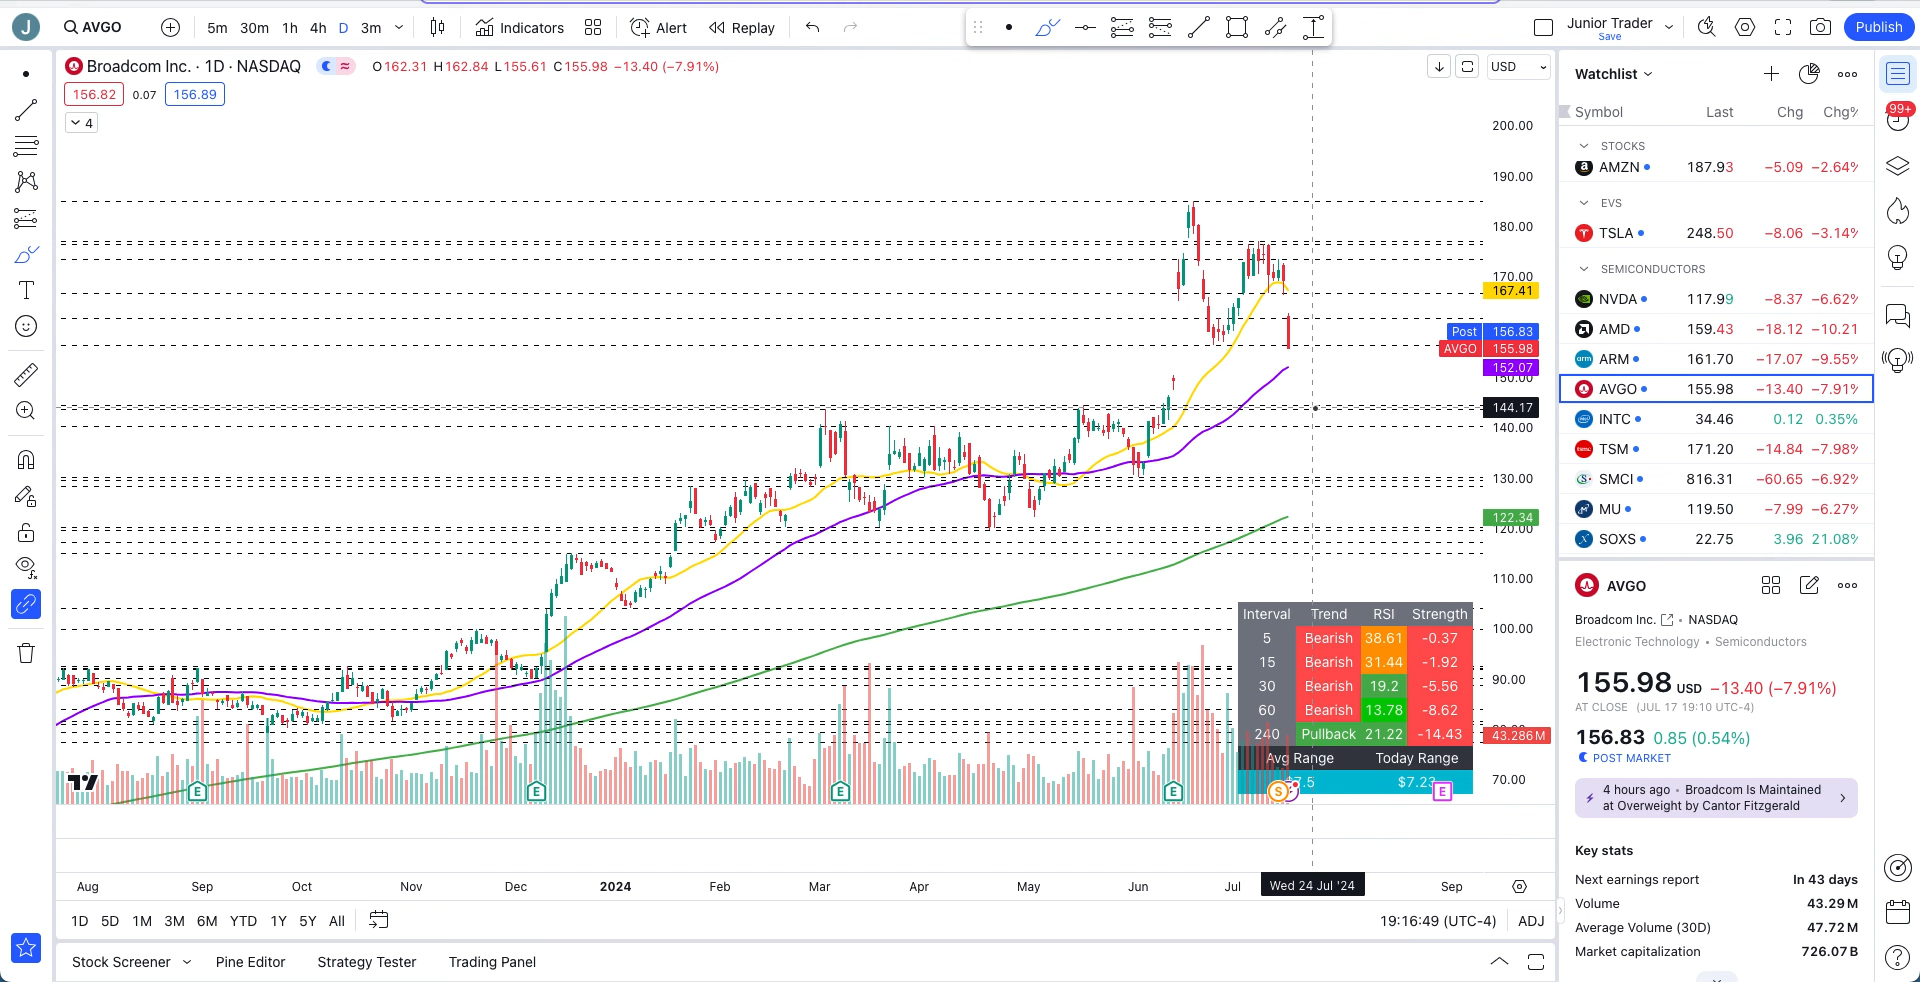 J AVGO 5m 30m 1h 4h D 3m Indicators Alert Replay Junior Trader Save Publish
Broadcom Inc. · 1D · NASDAQ O162.31 H162.84 L155.61 C155.98 −13.40 (−7.91%) USD
156.82 0.07 156.89
4
200.00
190.00
180.00
170.00
167.41
Post 156.83
AVGO 155.98
152.07
150.00
144.17
140.00
130.00
122.34
120.00
110.00
100.00
90.00
43.286M
70.00
Interval Trend RSI Strength
5 Bearish 38.61 -0.37
15 Bearish 31.44 -1.92
30 Bearish 19.2 -5.56
60 Bearish 13.78 -8.62
240 Pullback 21.22 -14.43
Avg Range Today Range
7.5 $7.23
E E E E S E
Aug Sep Oct Nov Dec 2024 Feb Mar Apr May Jun Jul Wed 24 Jul '24 Sep
1D 5D 1M 3M 6M YTD 1Y 5Y All 19:16:49 (UTC-4) ADJ
Stock Screener Pine Editor Strategy Tester Trading Panel
Watchlist
Symbol Last Chg Chg%
STOCKS
AMZN 187.93 −5.09 −2.64%
EVS
TSLA 248.50 −8.06 −3.14%
SEMICONDUCTORS
NVDA 117.99 −8.37 −6.62%
AMD 159.43 −18.12 −10.21
ARM 161.70 −17.07 −9.55%
AVGO 155.98 −13.40 −7.91%
INTC 34.46 0.12 0.35%
TSM 171.20 −14.84 −7.98%
SMCI 816.31 −60.65 −6.92%
MU 119.50 −7.99 −6.27%
SOXS 22.75 3.96 21.08%
AVGO
Broadcom Inc. • NASDAQ
Electronic Technology • Semiconductors
155.98 USD −13.40 (−7.91%)
AT CLOSE (JUL 17 19:10 UTC-4)
156.83 0.85 (0.54%)
POST MARKET
4 hours ago • Broadcom Is Maintained
at Overweight by Cantor Fitzgerald
Key stats
Next earnings report In 43 days
Volume 43.29 M
Average Volume (30D) 47.72 M
Market capitalization 726.07 B
99+